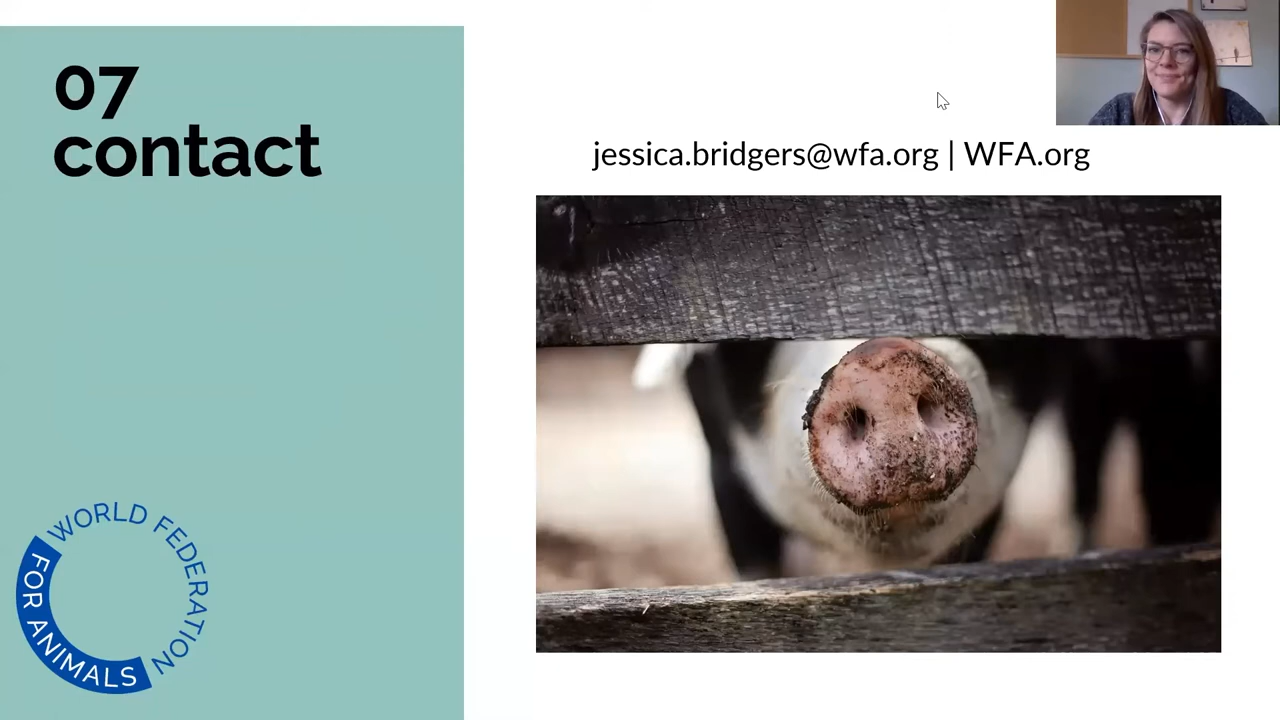 07
contact
jessica.bridgers@wfa.org | WFA.org
WORLD FEDERATION
FOR ANIMALS